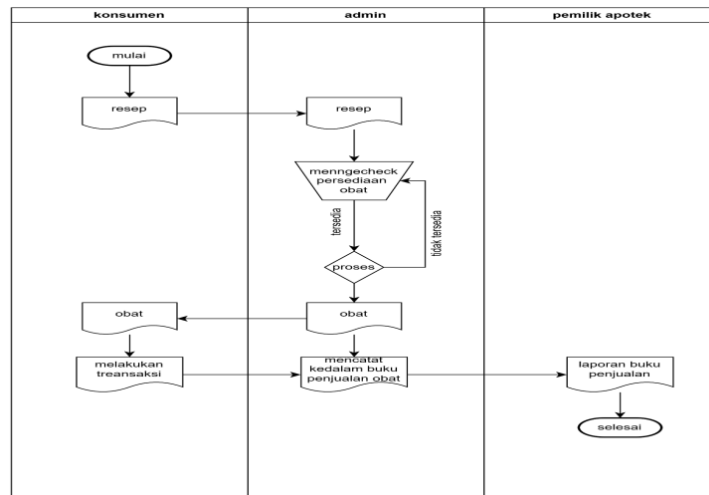 konsumen
admin
pemilik apotek
mulai
resep
resep
menngecheck
persediaan
obat
tersedia
tidak tersedia
proses
obat
obat
melakukan
treansaksi
mencatat
kedalam buku
penjualan obat
laporan buku
penjualan
selesai